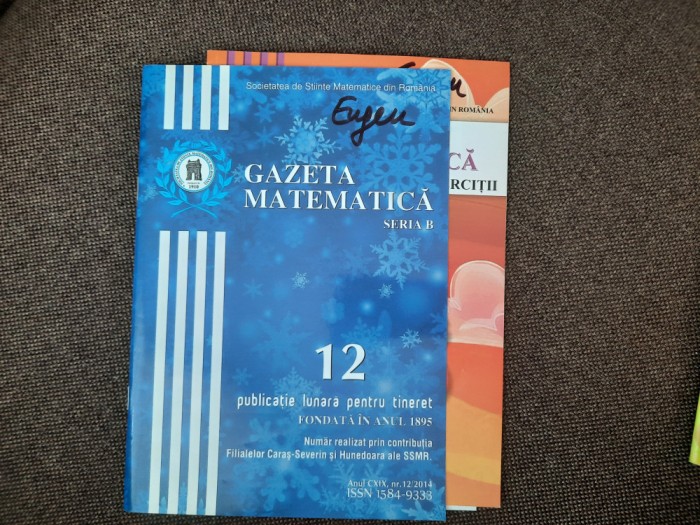 Societatea de Științe Matematice din România
Eugen
GAZETA
MATEMATICĂ
SERIA B
12
publicație lunară pentru tineret
FONDATĂ ÎN ANUL 1895
Număr realizat prin contribuția
Filialelor Caraș-Severin și Hunedoara ale SSMR.
Anul CXIX, nr. 12/2014
ISSN 1584-9333
DIN ROMÂNIA
CĂ
RCIȚII
1910